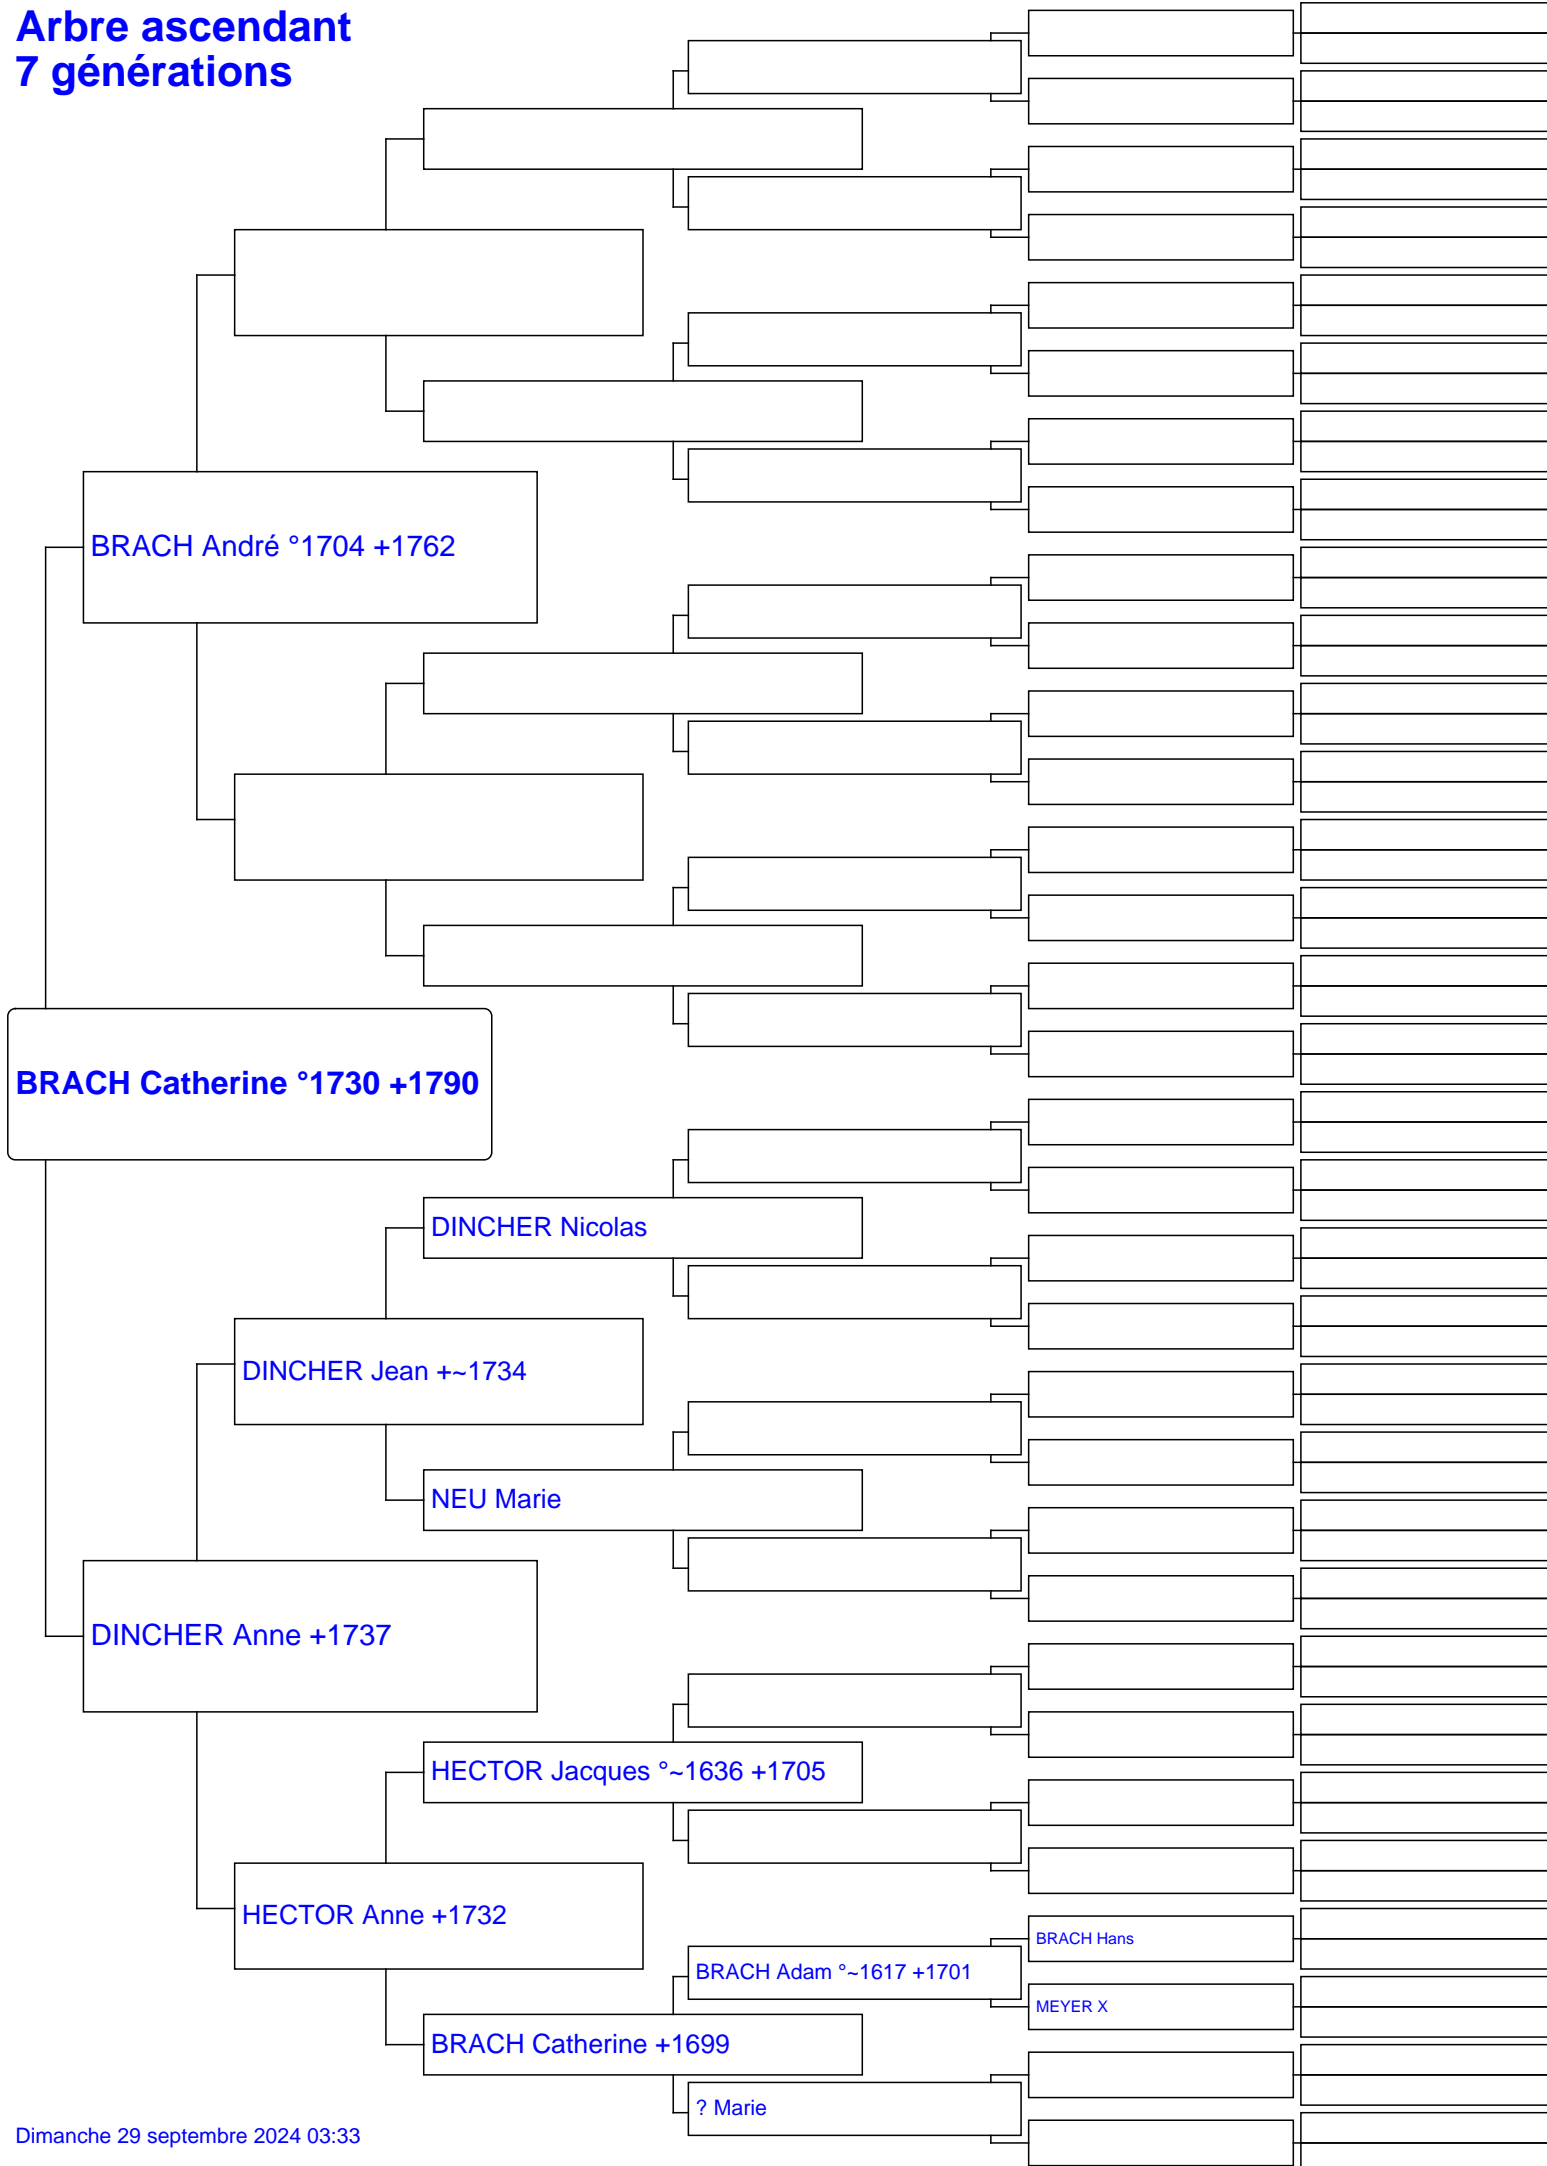 Arbre ascendant
7 générations
BRACH André °1704 +1762
BRACH Catherine °1730 +1790
DINCHER Nicolas
DINCHER Jean +~1734
NEU Marie
DINCHER Anne +1737
HECTOR Jacques °~1636 +1705
HECTOR Anne +1732
BRACH Hans
BRACH Adam °~1617 +1701
MEYER X
BRACH Catherine +1699
? Marie
Dimanche 29 septembre 2024 03:33